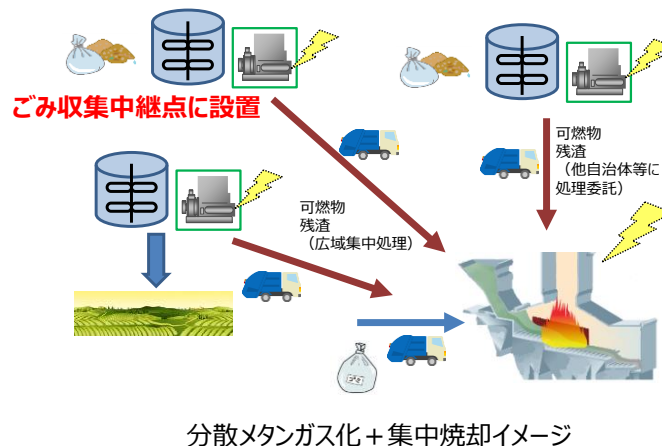 ごみ収集中継点に設置
可燃物
残渣
（他自治体等に
処理委託）
可燃物
残渣
（広域集中処理）
分散メタンガス化＋集中焼却イメージ